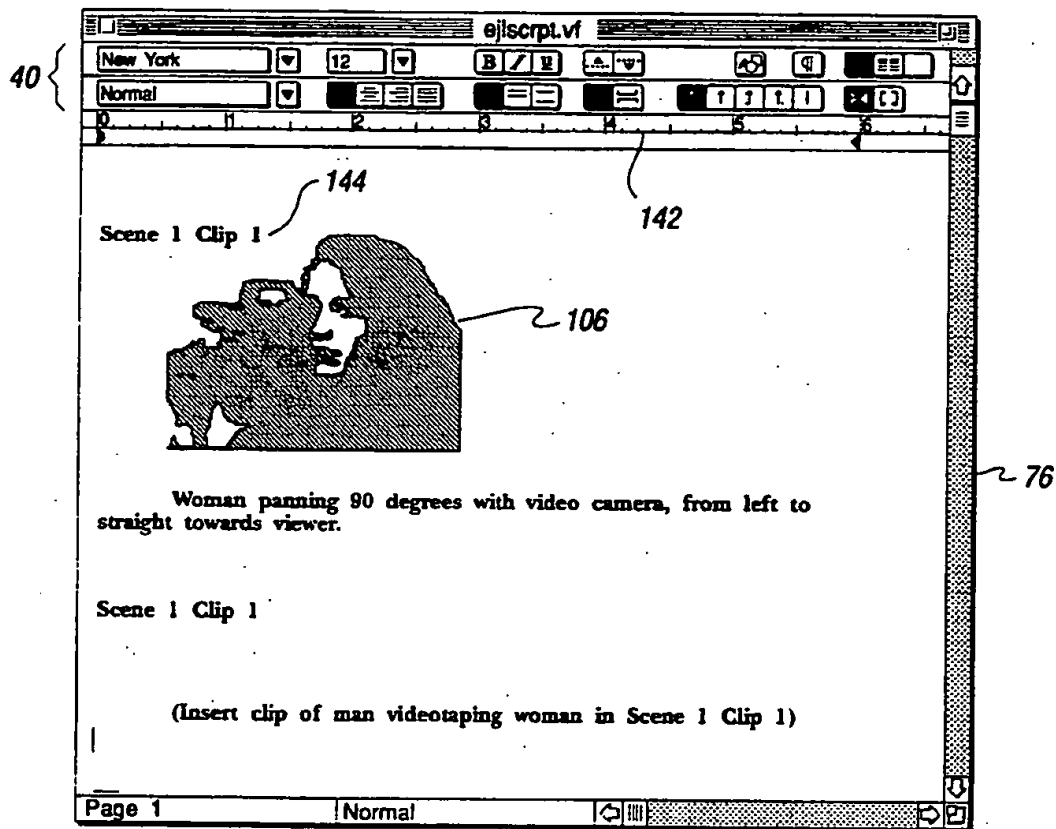 ejlscrpt.vf
40
New York 12 B I U
Normal
0 1 2 3 4 5 6
144
142
Scene 1 Clip 1
106
76
Woman panning 90 degrees with video camera, from left to
straight towards viewer.
Scene 1 Clip 1
(Insert clip of man videotaping woman in Scene 1 Clip 1)
Page 1 Normal